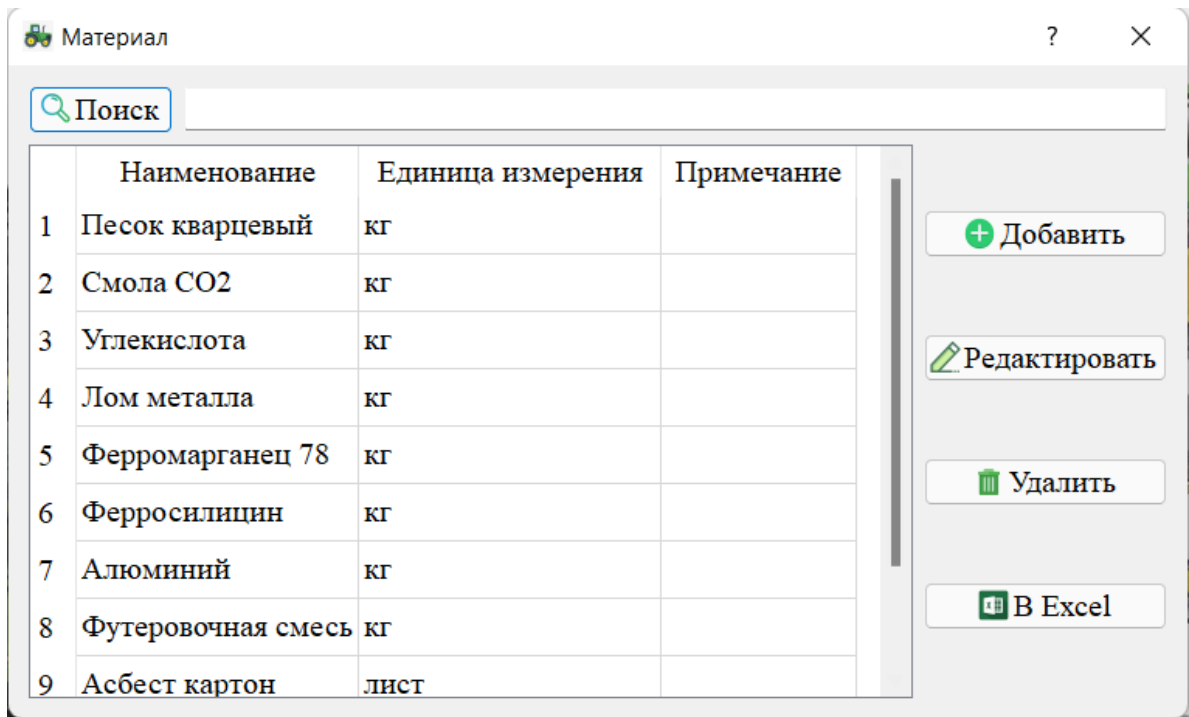 Материал ?
Поиск
Наименование Единица измерения Примечание
1 Песок кварцевый кг
Добавить
2 Смола СО2 кг
3 Углекислота кг
Редактировать
4 Лом металла кг
5 Ферромарганец 78 кг
Удалить
6 Ферросилицин кг
7 Алюминий кг
В Excel
8 Футеровочная смесь кг
9 Асбест картон лист